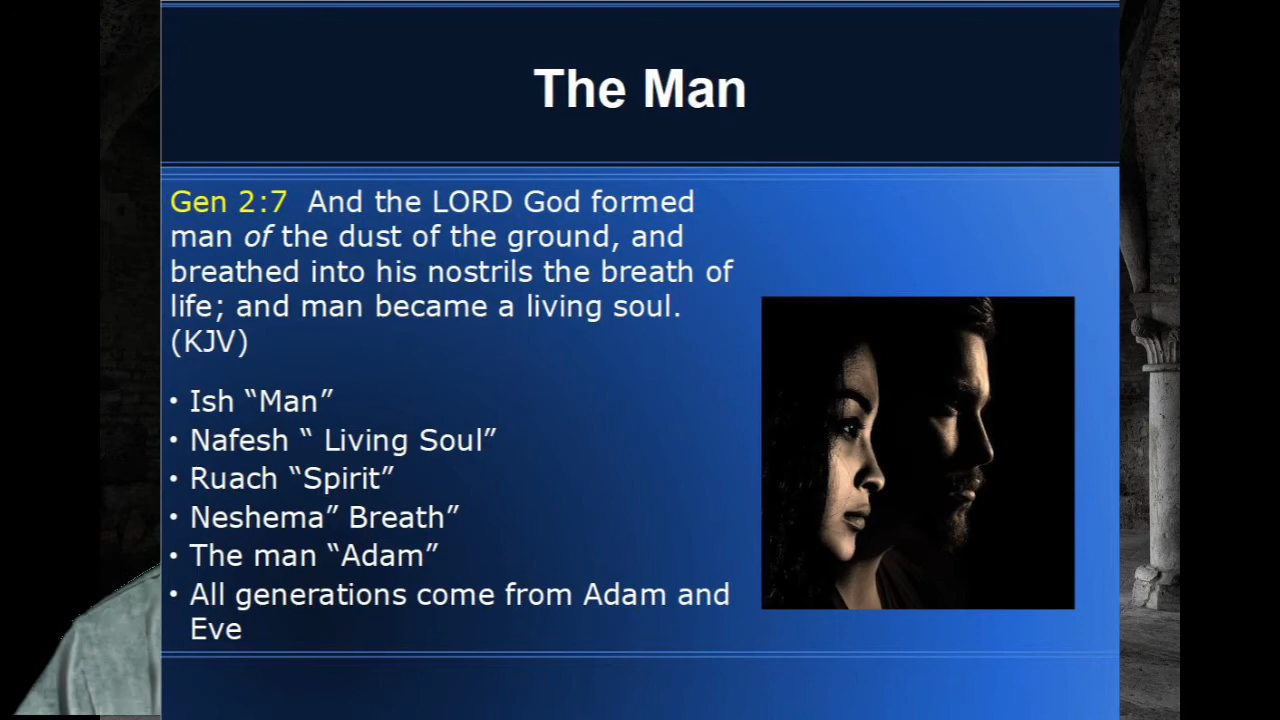 The Man
Gen 2:7  And the LORD God formed
man of the dust of the ground, and
breathed into his nostrils the breath of
life; and man became a living soul.
(KJV)
• Ish “Man”
• Nafesh “ Living Soul”
• Ruach “Spirit”
• Neshema” Breath”
• The man “Adam”
• All generations come from Adam and
Eve